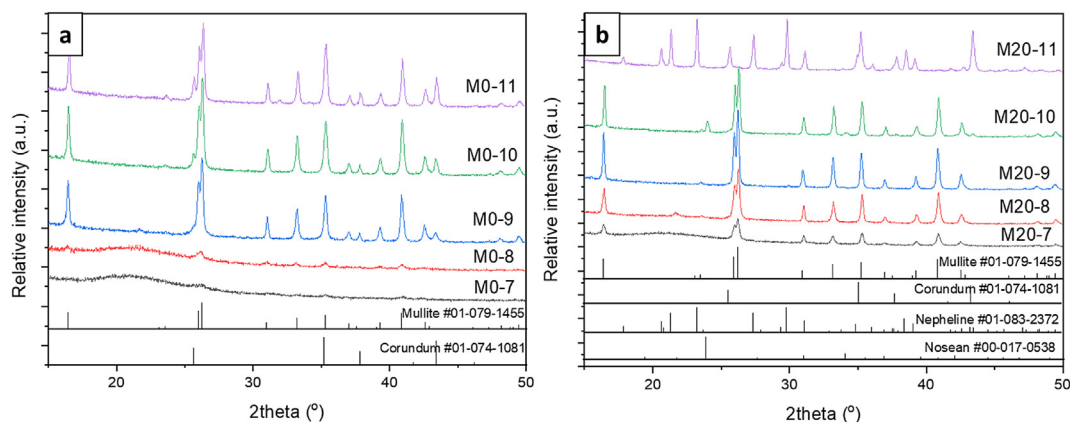 a
Relative intensity (a.u.)
M0-11
M0-10
M0-9
M0-8
M0-7
Mullite #01-079-1455
Corundum #01-074-1081
20 30 40 50
2theta (º)
b
Relative intensity (a.u.)
M20-11
M20-10
M20-9
M20-8
M20-7
Mullite #01-079-1455
Corundum #01-074-1081
Nepheline #01-083-2372
Nosean #00-017-0538
20 30 40 50
2theta (º)